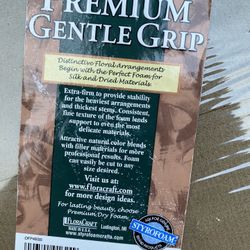 PREMIUM
GENTLE GRIP
Distinctive Floral Arrangements
Begin with the Perfect Foam for
Silk and Dried Materials
Extra-firm to provide stability
for the heaviest arrangements
and thickest stems. Consistent,
fine texture of the foam bends
support to even the most
delicate materials.
Attractive natural color blends
with filler materials for more
professional results. Foam
can easily be cut to any
size desired.
Visit us at:
www.floracraft.com
for more design ideas.
For lasting beauty, choose
Premium Dry Foam
FLORACRAFT
MADE IN U.S.A. Ludington, MI
www.styrofoamcrafts.com
STYROFOAM